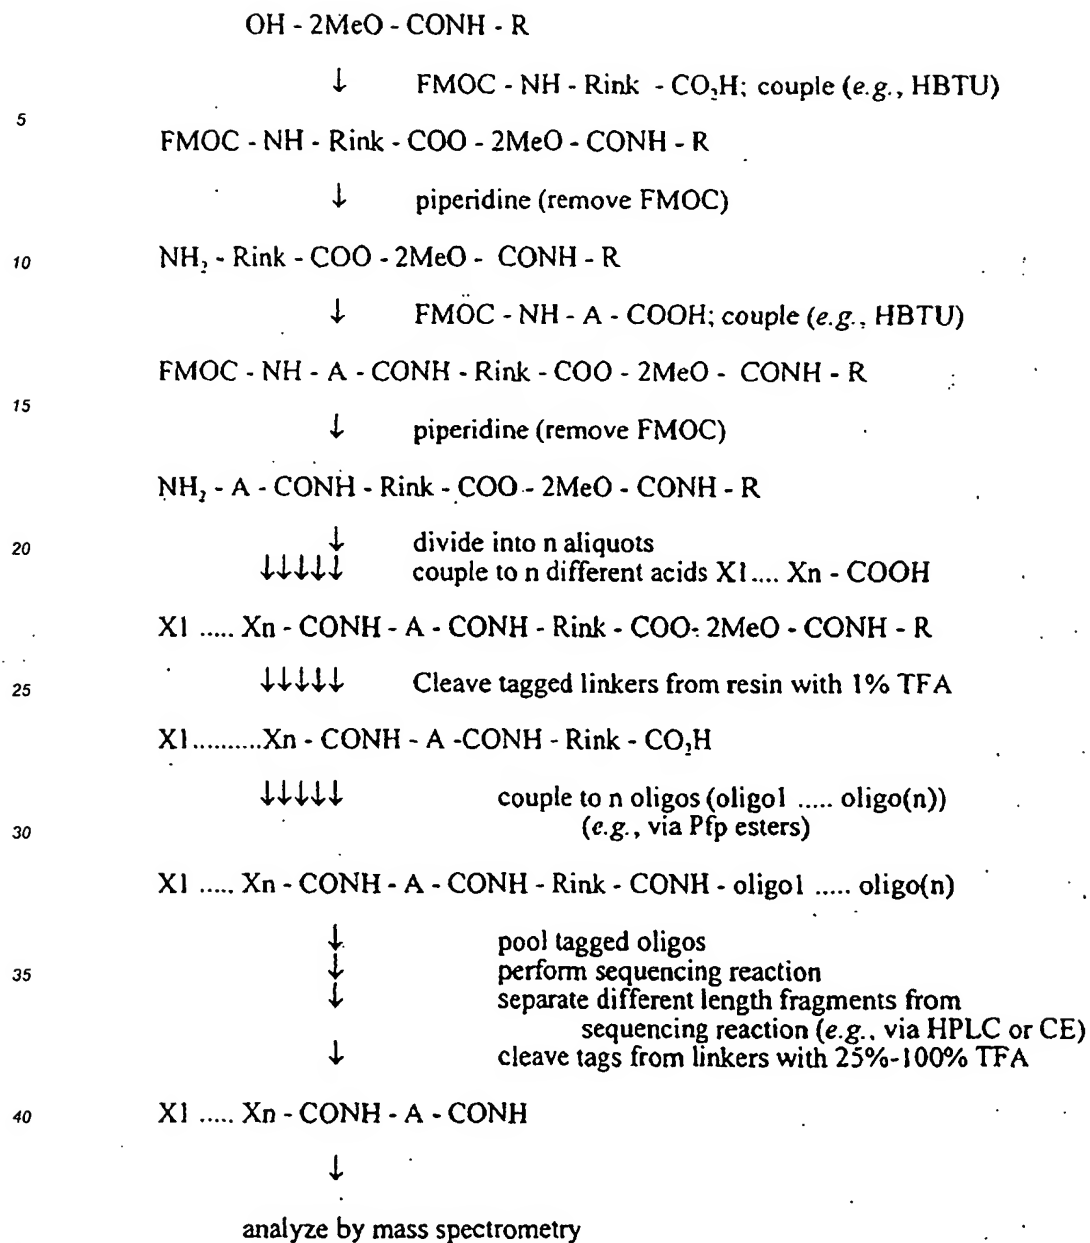 OH - 2MeO - CONH - R
↓ FMOC - NH - Rink - CO₂H; couple (e.g., HBTU)
5
FMOC - NH - Rink - COO - 2MeO - CONH - R
↓ piperidine (remove FMOC)
10 NH₂ - Rink - COO - 2MeO - CONH - R
↓ FMOC - NH - A - COOH; couple (e.g., HBTU)
FMOC - NH - A - CONH - Rink - COO - 2MeO - CONH - R
15
↓ piperidine (remove FMOC)
NH₂ - A - CONH - Rink - COO - 2MeO - CONH - R
20 ↓ divide into n aliquots
↓↓↓↓↓ couple to n different acids X1.... Xn - COOH
X1 ..... Xn - CONH - A - CONH - Rink - COO- 2MeO - CONH - R
25 ↓↓↓↓↓ Cleave tagged linkers from resin with 1% TFA
X1..........Xn - CONH - A -CONH - Rink - CO₂H
↓↓↓↓↓ couple to n oligos (oligo1 ..... oligo(n))
30 (e.g., via Pfp esters)
X1 ..... Xn - CONH - A - CONH - Rink - CONH - oligo1 ..... oligo(n)
↓ pool tagged oligos
35 ↓ perform sequencing reaction
↓ separate different length fragments from
sequencing reaction (e.g., via HPLC or CE)
↓ cleave tags from linkers with 25%-100% TFA
40 X1 ..... Xn - CONH - A - CONH
↓
analyze by mass spectrometry